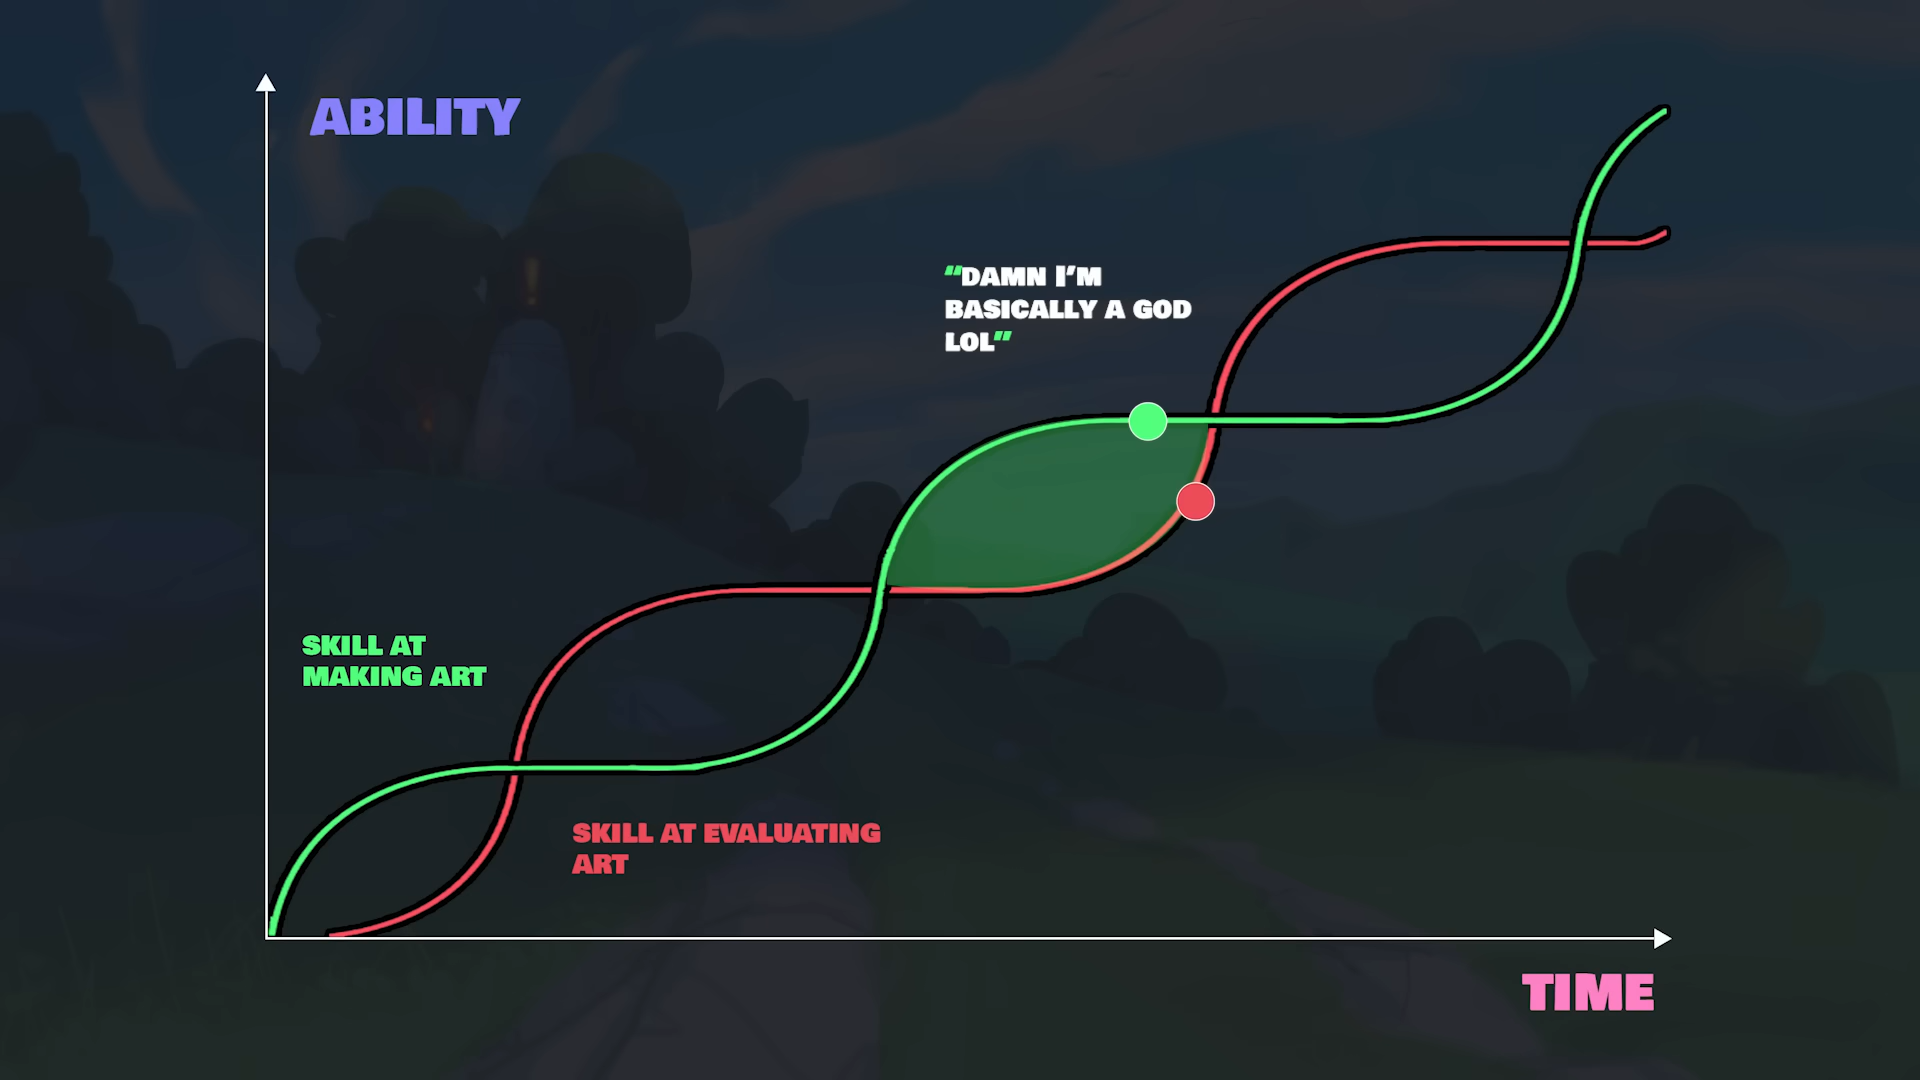 ABILITY
“DAMN I’M
BASICALLY A GOD
LOL”
SKILL AT
MAKING ART
SKILL AT EVALUATING
ART
TIME